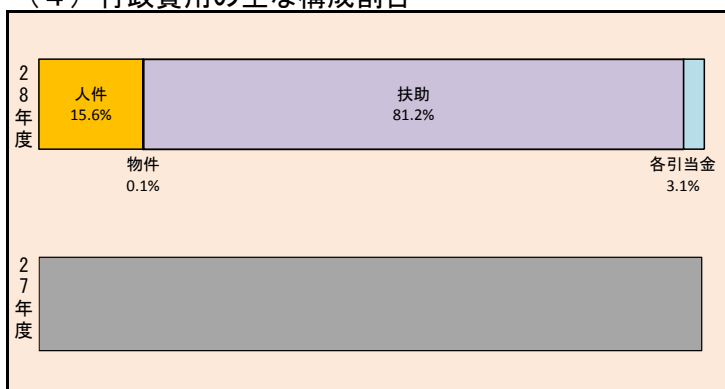 （４）行政費用の主な構成割合
28年度
人件
15.6%
扶助
81.2%
物件
0.1%
各引当金
3.1%
27年度